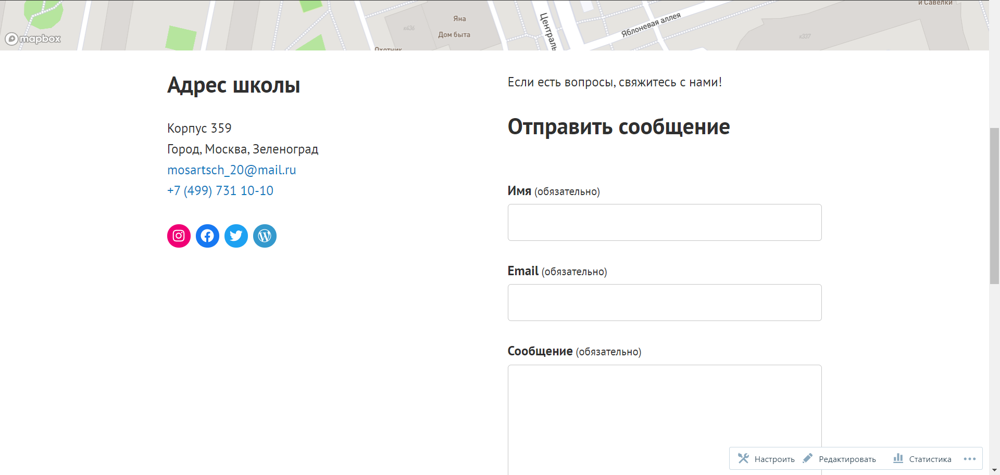 и Савёлки
Яна
к436
Дом быта
Централь
Яблоневая аллея
к337
mapbox
Охотник
Адрес школы
Корпус 359
Город, Москва, Зеленоград
mosartsch_20@mail.ru
+7 (499) 731 10-10
Если есть вопросы, свяжитесь с нами!
Отправить сообщение
Имя (обязательно)
Email (обязательно)
Сообщение (обязательно)
Настроить
Редактировать
Статистика